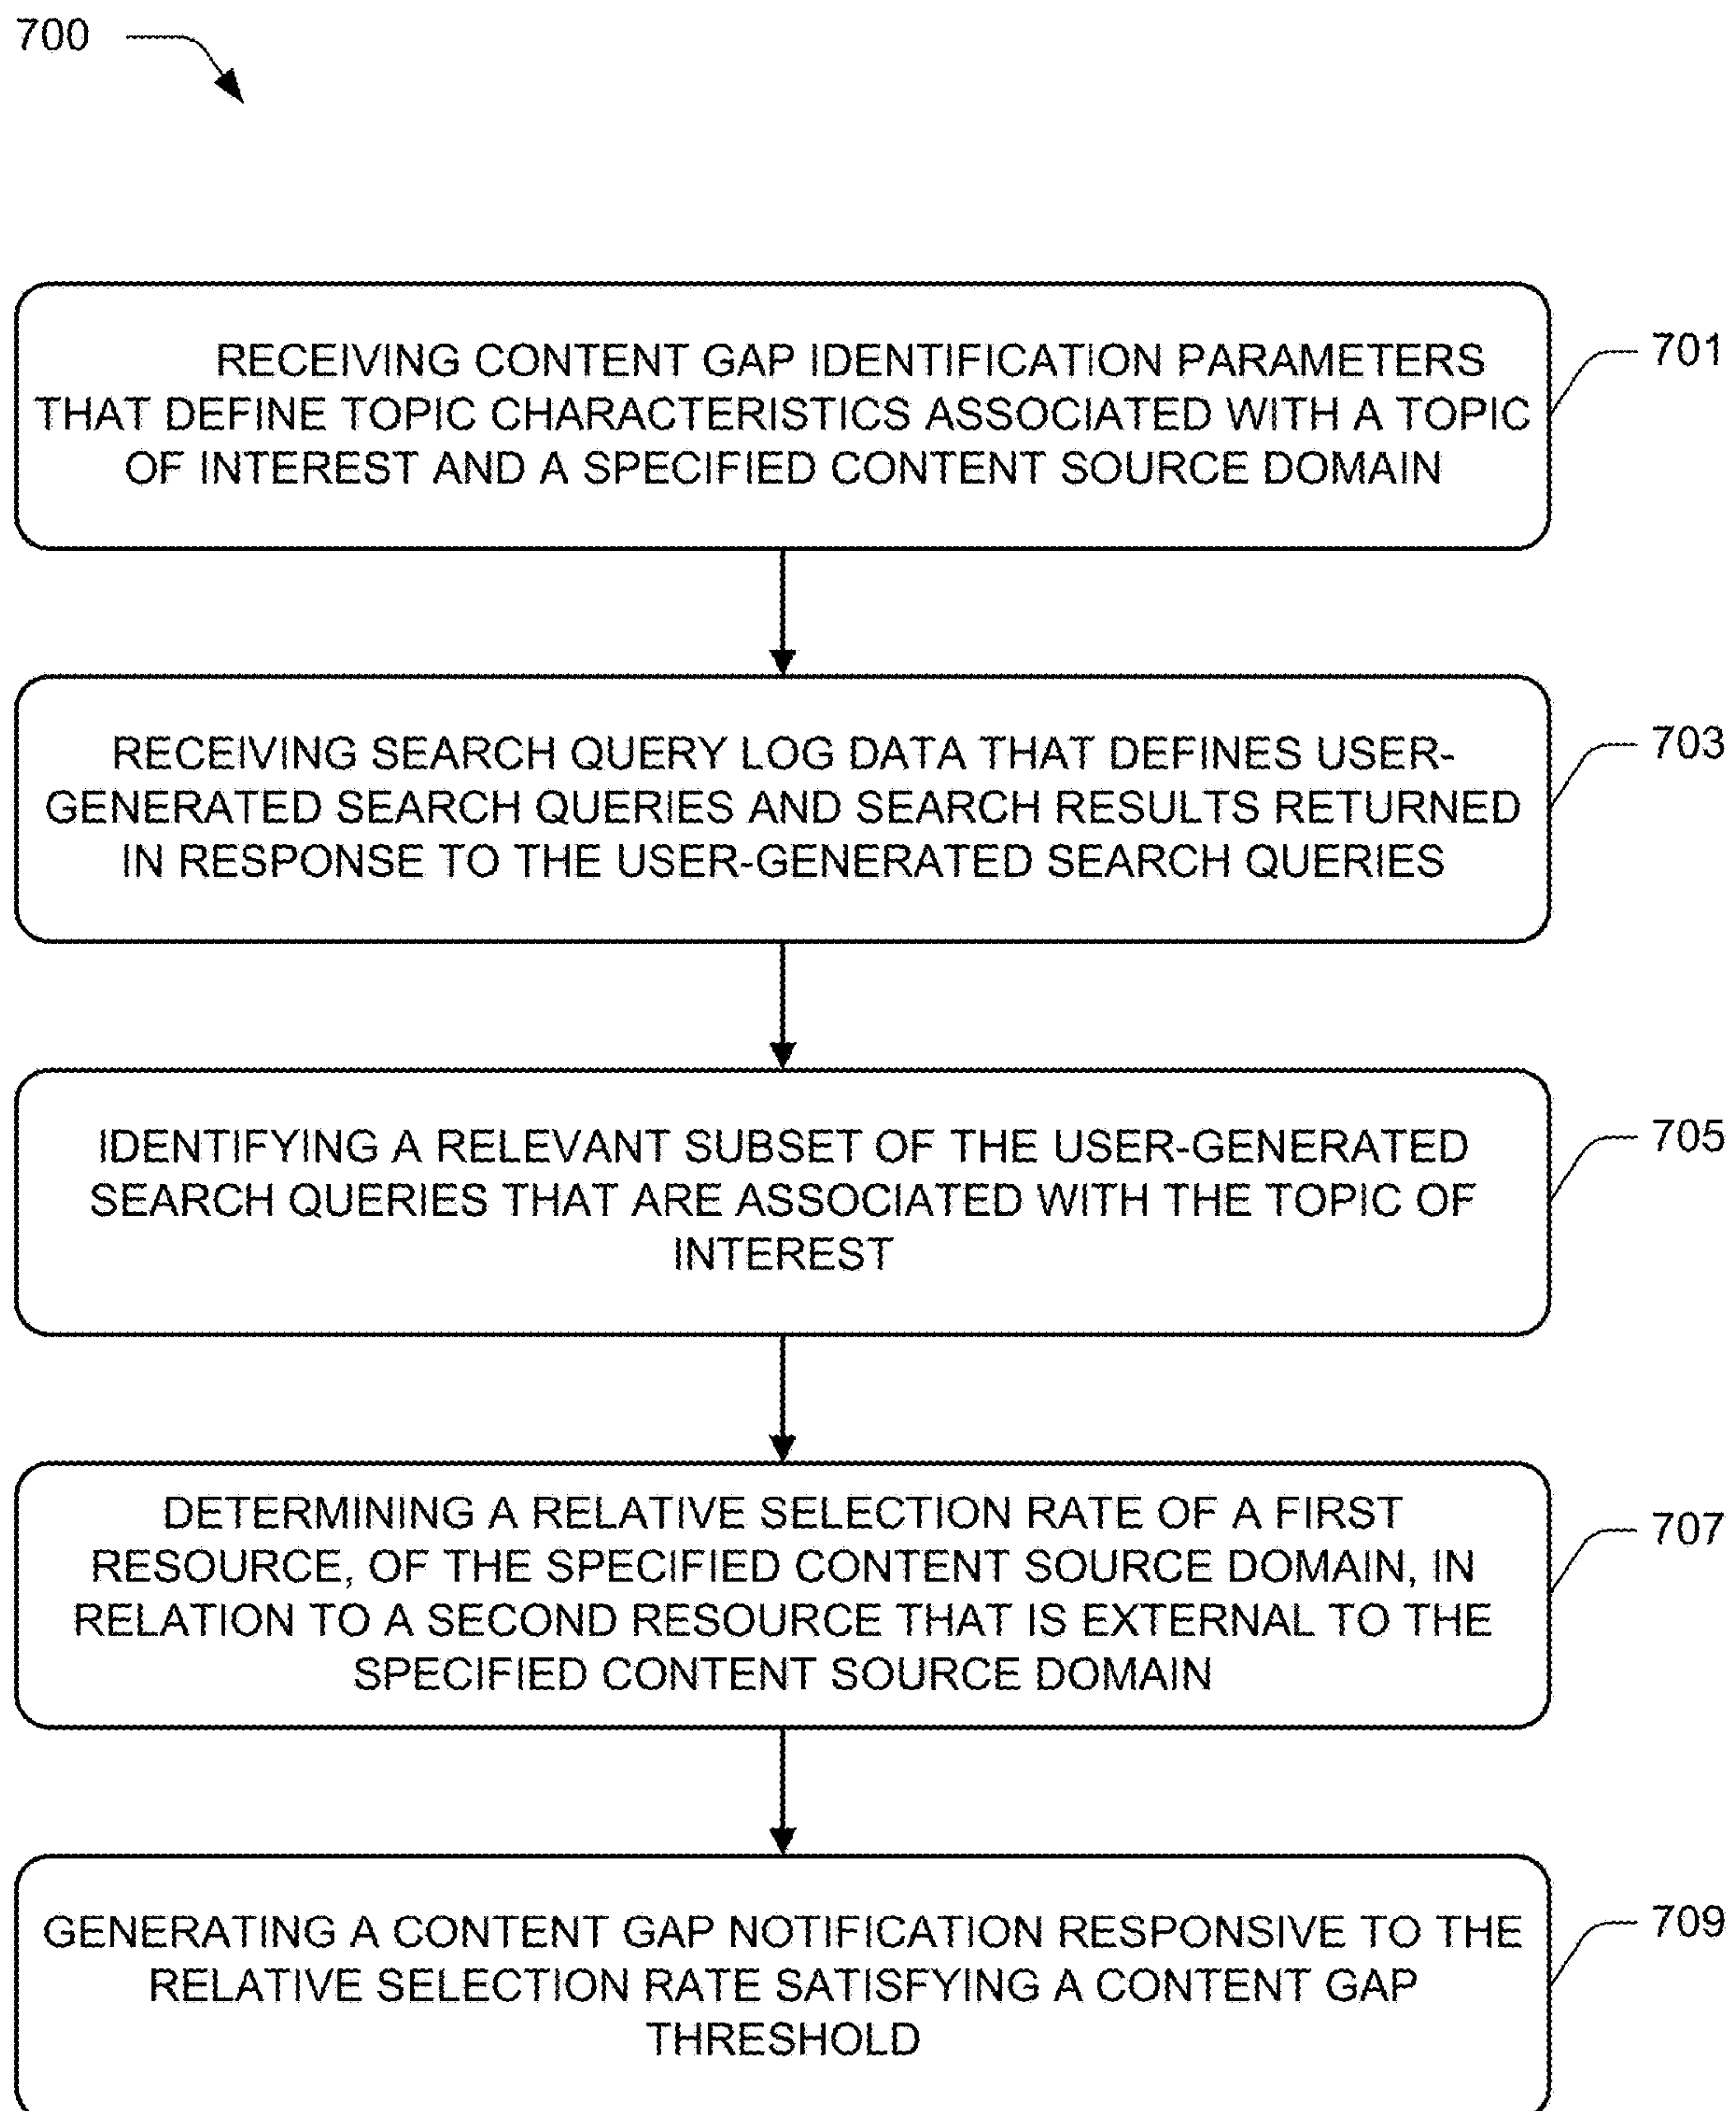 700
RECEIVING CONTENT GAP IDENTIFICATION PARAMETERS
THAT DEFINE TOPIC CHARACTERISTICS ASSOCIATED WITH A TOPIC
OF INTEREST AND A SPECIFIED CONTENT SOURCE DOMAIN
701
RECEIVING SEARCH QUERY LOG DATA THAT DEFINES USER-
GENERATED SEARCH QUERIES AND SEARCH RESULTS RETURNED
IN RESPONSE TO THE USER-GENERATED SEARCH QUERIES
703
IDENTIFYING A RELEVANT SUBSET OF THE USER-GENERATED
SEARCH QUERIES THAT ARE ASSOCIATED WITH THE TOPIC OF
INTEREST
705
DETERMINING A RELATIVE SELECTION RATE OF A FIRST
RESOURCE, OF THE SPECIFIED CONTENT SOURCE DOMAIN, IN
RELATION TO A SECOND RESOURCE THAT IS EXTERNAL TO THE
SPECIFIED CONTENT SOURCE DOMAIN
707
GENERATING A CONTENT GAP NOTIFICATION RESPONSIVE TO THE
RELATIVE SELECTION RATE SATISFYING A CONTENT GAP
THRESHOLD
709